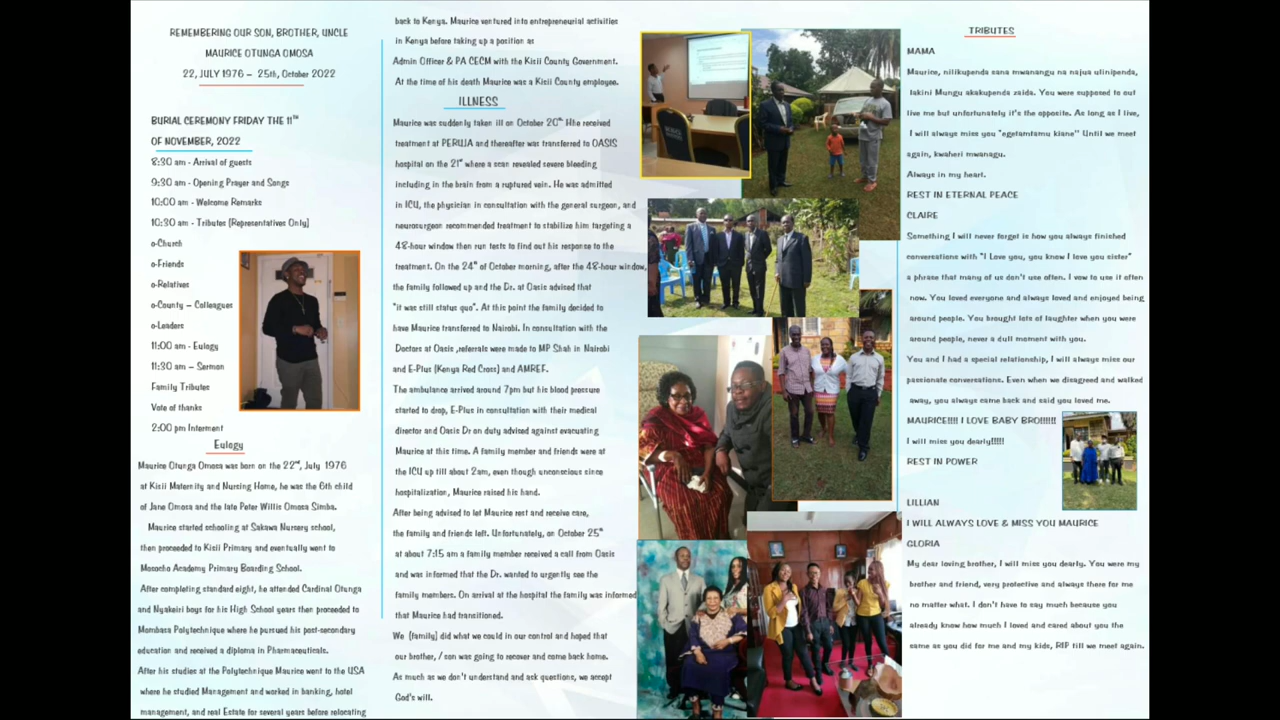 REMEMBERING OUR SON, BROTHER, UNCLE
MAURICE OTUNGA OMOSA
22, JULY 1976 – 25th, October 2022
BURIAL CEREMONY FRIDAY THE 11TH
OF NOVEMBER, 2022
8:30 am - Arrival of guests
9:30 am - Opening Prayer and Songs
10:00 am - Welcome Remarks
10:30 am - Tributes (Representatives Only)
o-Church
o-Friends
o-Relatives
o-County – Colleagues
o-Leaders
11:00 am - Eulogy
11:30 am – Sermon
Family Tributes
Vote of thanks
2:00 pm Interment
Eulogy
Maurice Otunga Omosa was born on the 22nd, July 1976
at Kisii Maternity and Nursing Home, he was the 6th child
of Jane Omosa and the late Peter Willis Omosa Simba.
Maurice started schooling at Sakawa Nursery school,
then proceeded to Kisii Primary and eventually went to
Mosocho Academy Primary Boarding School.
After completing standard eight, he attended Cardinal Otunga
and Nyakeiri boys for his High School years then proceeded to
Mombasa Polytechnique where he pursued his post-secondary
education and received a diploma in Pharmaceuticals.
After his studies at the Polytechnique Maurice went to the USA
where he studied Management and worked in banking, hotel
management, and real Estate for several years before relocating
back to Kenya. Maurice ventured into entrepreneurial activities
in Kenya before taking up a position as
Admin Officer & PA CECM with the Kisii County Government.
At the time of his death Maurice was a Kisii County employee.
ILLNESS
Maurice was suddenly taken ill on October 20th. Hhe received
treatment at PERUJA and thereafter was transferred to OASIS
hospital on the 21st where a scan revealed severe bleeding
including in the brain from a ruptured vein. He was admitted
in ICU, the physician in consultation with the general surgeon, and
neurosurgeon recommended treatment to stabilize him targeting a
48-hour window then run tests to find out his response to the
treatment. On the 24th of October morning, after the 48-hour window,
the family followed up and the Dr. at Oasis advised that
"it was still status quo". At this point the family decided to
have Maurice transferred to Nairobi. In consultation with the
Doctors at Oasis ,referrals were made to MP Shah in Nairobi
and E-Plus (Kenya Red Cross) and AMREF.
The ambulance arrived around 7pm but his blood pressure
started to drop, E-Plus in consultation with their medical
director and Oasis Dr on duty advised against evacuating
Maurice at this time. A family member and friends were at
the ICU up till about 2am, even though unconscious since
hospitalization, Maurice raised his hand.
After being advised to let Maurice rest and receive care,
the family and friends left. Unfortunately, on October 25th
at about 7:15 am a family member received a call from Oasis
and was informed that the Dr. wanted to urgently see the
family members. On arrival at the hospital the family was informed
that Maurice had transitioned.
We (family) did what we could in our control and hoped that
our brother, / son was going to recover and come back home.
As much as we don't understand and ask questions, we accept
God's will.
TRIBUTES
MAMA
Maurice, nilikupenda sana mwanangu na najua ulinipenda,
lakini Mungu akakupenda zaida. You were supposed to out
live me but unfortunately it's the opposite. As long as I live,
I will always miss you "egetamtamu kiane" Until we meet
again, kwaheri mwanagu.
Always in my heart.
REST IN ETERNAL PEACE
CLAIRE
Something I will never forget is how you always finished
conversations with "I Love you, you know I love you sister"
a phrase that many of us don't use often. I vow to use it often
now. You loved everyone and always loved and enjoyed being
around people. You brought lots of laughter when you were
around people, never a dull moment with you.
You and I had a special relationship, I will always miss our
passionate conversations. Even when we disagreed and walked
away, you always came back and said you loved me.
MAURICE!!!! I LOVE BABY BRO!!!!!!
I will miss you dearly!!!!!
REST IN POWER
LILLIAN
I WILL ALWAYS LOVE & MISS YOU MAURICE
GLORIA
My dear loving brother, I will miss you dearly. You were my
brother and friend, very protective and always there for me
no matter what. I don't have to say much because you
already know how much I loved and cared about you the
same as you did for me and my kids, RIP till we meet again.